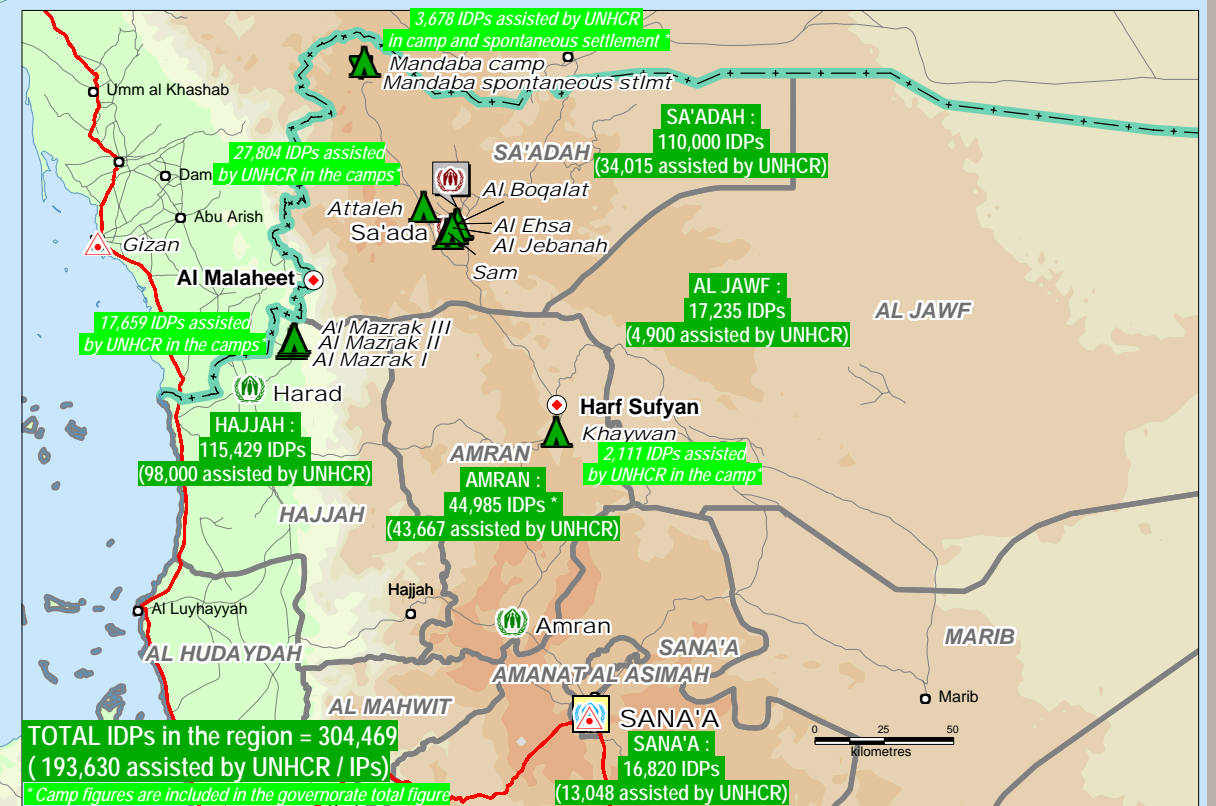 3,678 IDPs assisted by UNHCR
in camp and spontaneous settlement *
Mandaba camp
Mandaba spontaneous stlmt
Umm al Khashab
SA'ADAH :
110,000 IDPs
(34,015 assisted by UNHCR)
27,804 IDPs assisted
by UNHCR in the camps*
SA'ADAH
Dam
Al Boqalat
Attaleh
Abu Arish
Al Ehsa
Sa'ada
Al Jebanah
Gizan
Sam
Al Malaheet
AL JAWF :
17,235 IDPs
(4,900 assisted by UNHCR)
AL JAWF
17,659 IDPs assisted
by UNHCR in the camps*
Al Mazrak III
Al Mazrak II
Al Mazrak I
Harad
Harf Sufyan
Khaywan
HAJJAH :
115,429 IDPs
(98,000 assisted by UNHCR)
AMRAN
2,111 IDPs assisted
by UNHCR in the camp*
AMRAN :
44,985 IDPs *
(43,667 assisted by UNHCR)
HAJJAH
Hajjah
Al Luyhayyah
Amran
AL HUDAYDAH
SANA'A
MARIB
AMANAT AL ASIMAH
AL MAHWIT
Marib
SANA'A
TOTAL IDPs in the region = 304,469
( 193,630 assisted by UNHCR / IPs)
* Camp figures are included in the governorate total figure
SANA'A :
16,820 IDPs
(13,048 assisted by UNHCR)
0 25 50
kilometres